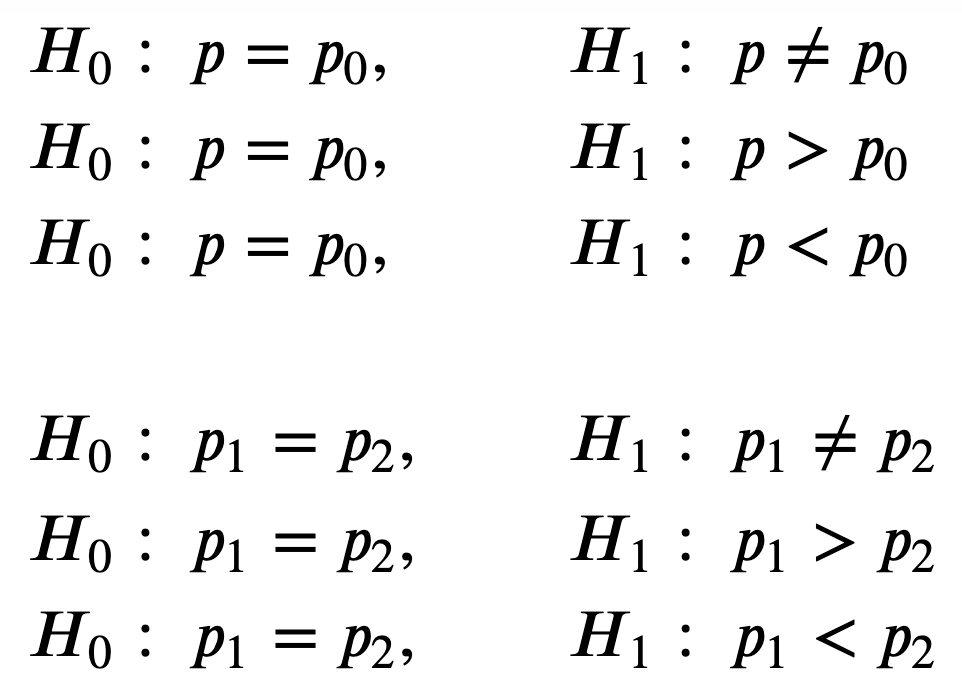 H₀ : p = p₀, H₁ : p ≠ p₀
H₀ : p = p₀, H₁ : p > p₀
H₀ : p = p₀, H₁ : p < p₀
H₀ : p₁ = p₂, H₁ : p₁ ≠ p₂
H₀ : p₁ = p₂, H₁ : p₁ > p₂
H₀ : p₁ = p₂, H₁ : p₁ < p₂